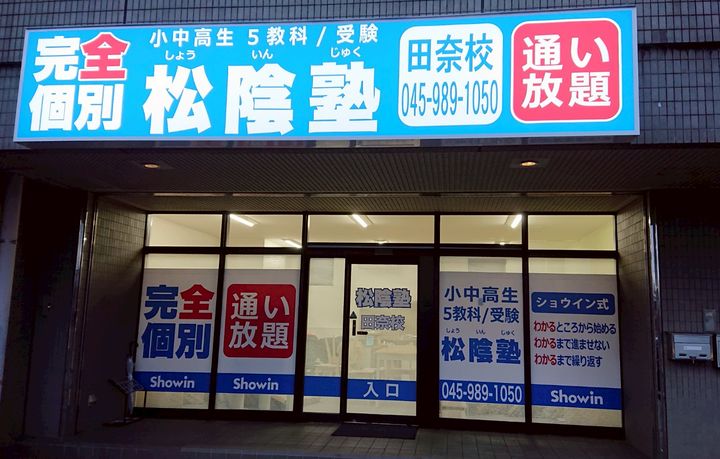 完全
個別
小中高生 5教科/受験
しょう いん じゅく
松陰塾
田奈校
045-989-1050
通い
放題
完全
個別
Showin
通い
放題
Showin
松陰塾
田奈校
入口
小中高生
5教科/受験
しょう いん じゅく
松陰塾
045-989-1050
ショウイン式
わかるところから始める
わかるまで進ませない
わかるまで繰り返す
Showin